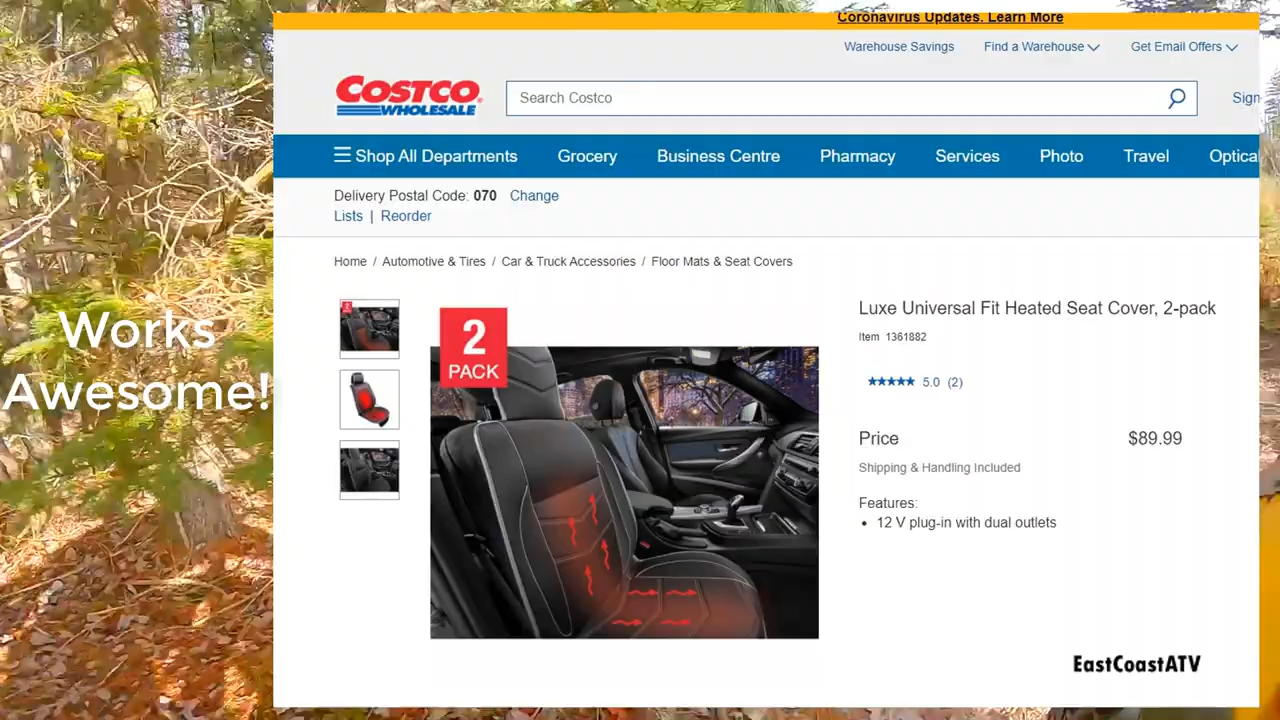 Coronavirus Updates. Learn More
Warehouse Savings Find a Warehouse Get Email Offers
COSTCO
WHOLESALE
Search Costco
Sign
Shop All Departments Grocery Business Centre Pharmacy Services Photo Travel Optica
Delivery Postal Code: 070 Change
Lists | Reorder
Home / Automotive & Tires / Car & Truck Accessories / Floor Mats & Seat Covers
2
PACK
Luxe Universal Fit Heated Seat Cover, 2-pack
Item 1361882
5.0 (2)
Price $89.99
Shipping & Handling Included
Features:
• 12 V plug-in with dual outlets
Works
Awesome!
EastCoastATV